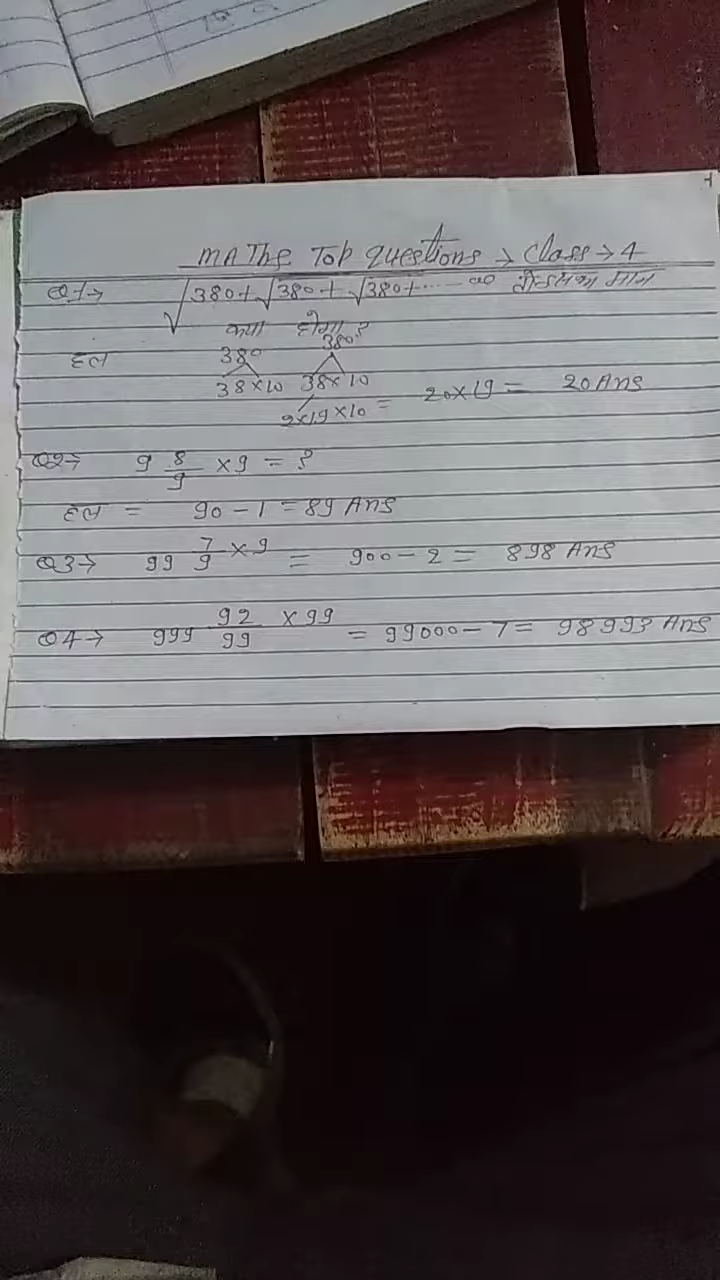 MATHs Top Questions → Class → 4
Q1→ √380+√380+√380+...... ∞ तो इसका मान
क्या होगा ?
हल 380 380
38×10 38×10
2×19×10 = 20×19 = 20 Ans
Q2→ 9 8/9 ×9 = ?
हल = 90 - 1 = 89 Ans
Q3→ 99 7/9 ×9 = 900 - 2 = 898 Ans
Q4→ 999 92/99 ×99 = 99000 - 7 = 98993 Ans